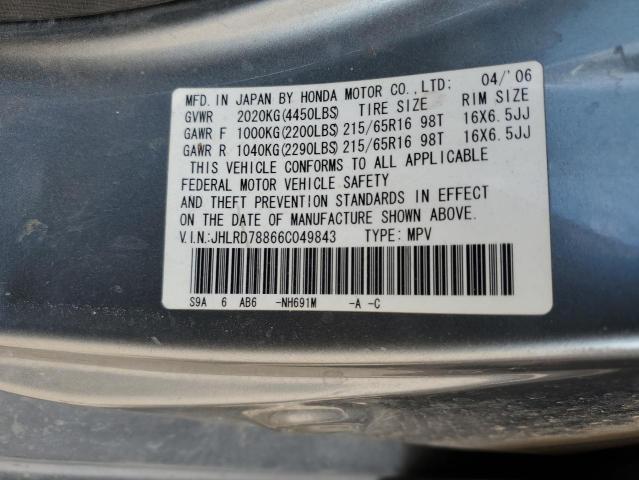 MFD. IN JAPAN BY HONDA MOTOR CO., LTD; 04/'06
GVWR 2020KG(4450LBS) TIRE SIZE RIM SIZE
GAWR F 1000KG(2200LBS) 215/65R16 98T 16X6.5JJ
GAWR R 1040KG(2290LBS) 215/65R16 98T 16X6.5JJ
THIS VEHICLE CONFORMS TO ALL APPLICABLE
FEDERAL MOTOR VEHICLE SAFETY
AND THEFT PREVENTION STANDARDS IN EFFECT
ON THE DATE OF MANUFACTURE SHOWN ABOVE.
V.I.N:JHLRD78866C049843 TYPE: MPV
S9A 6 AB6 -NH691M -A -C